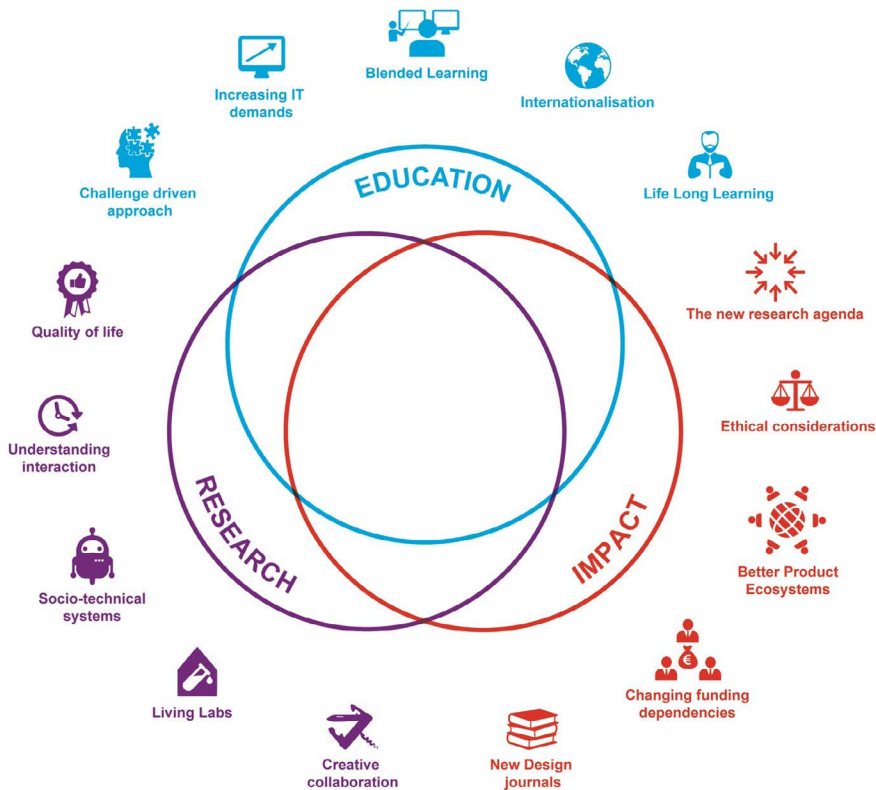 Blended Learning
Increasing IT
demands
Internationalisation
Challenge driven
approach
Life Long Learning
EDUCATION
Quality of life
The new research agenda
Understanding
interaction
Ethical considerations
RESEARCH
IMPACT
Socio-technical
systems
Better Product
Ecosystems
Living Labs
€
Changing funding
dependencies
Creative
collaboration
New Design
journals